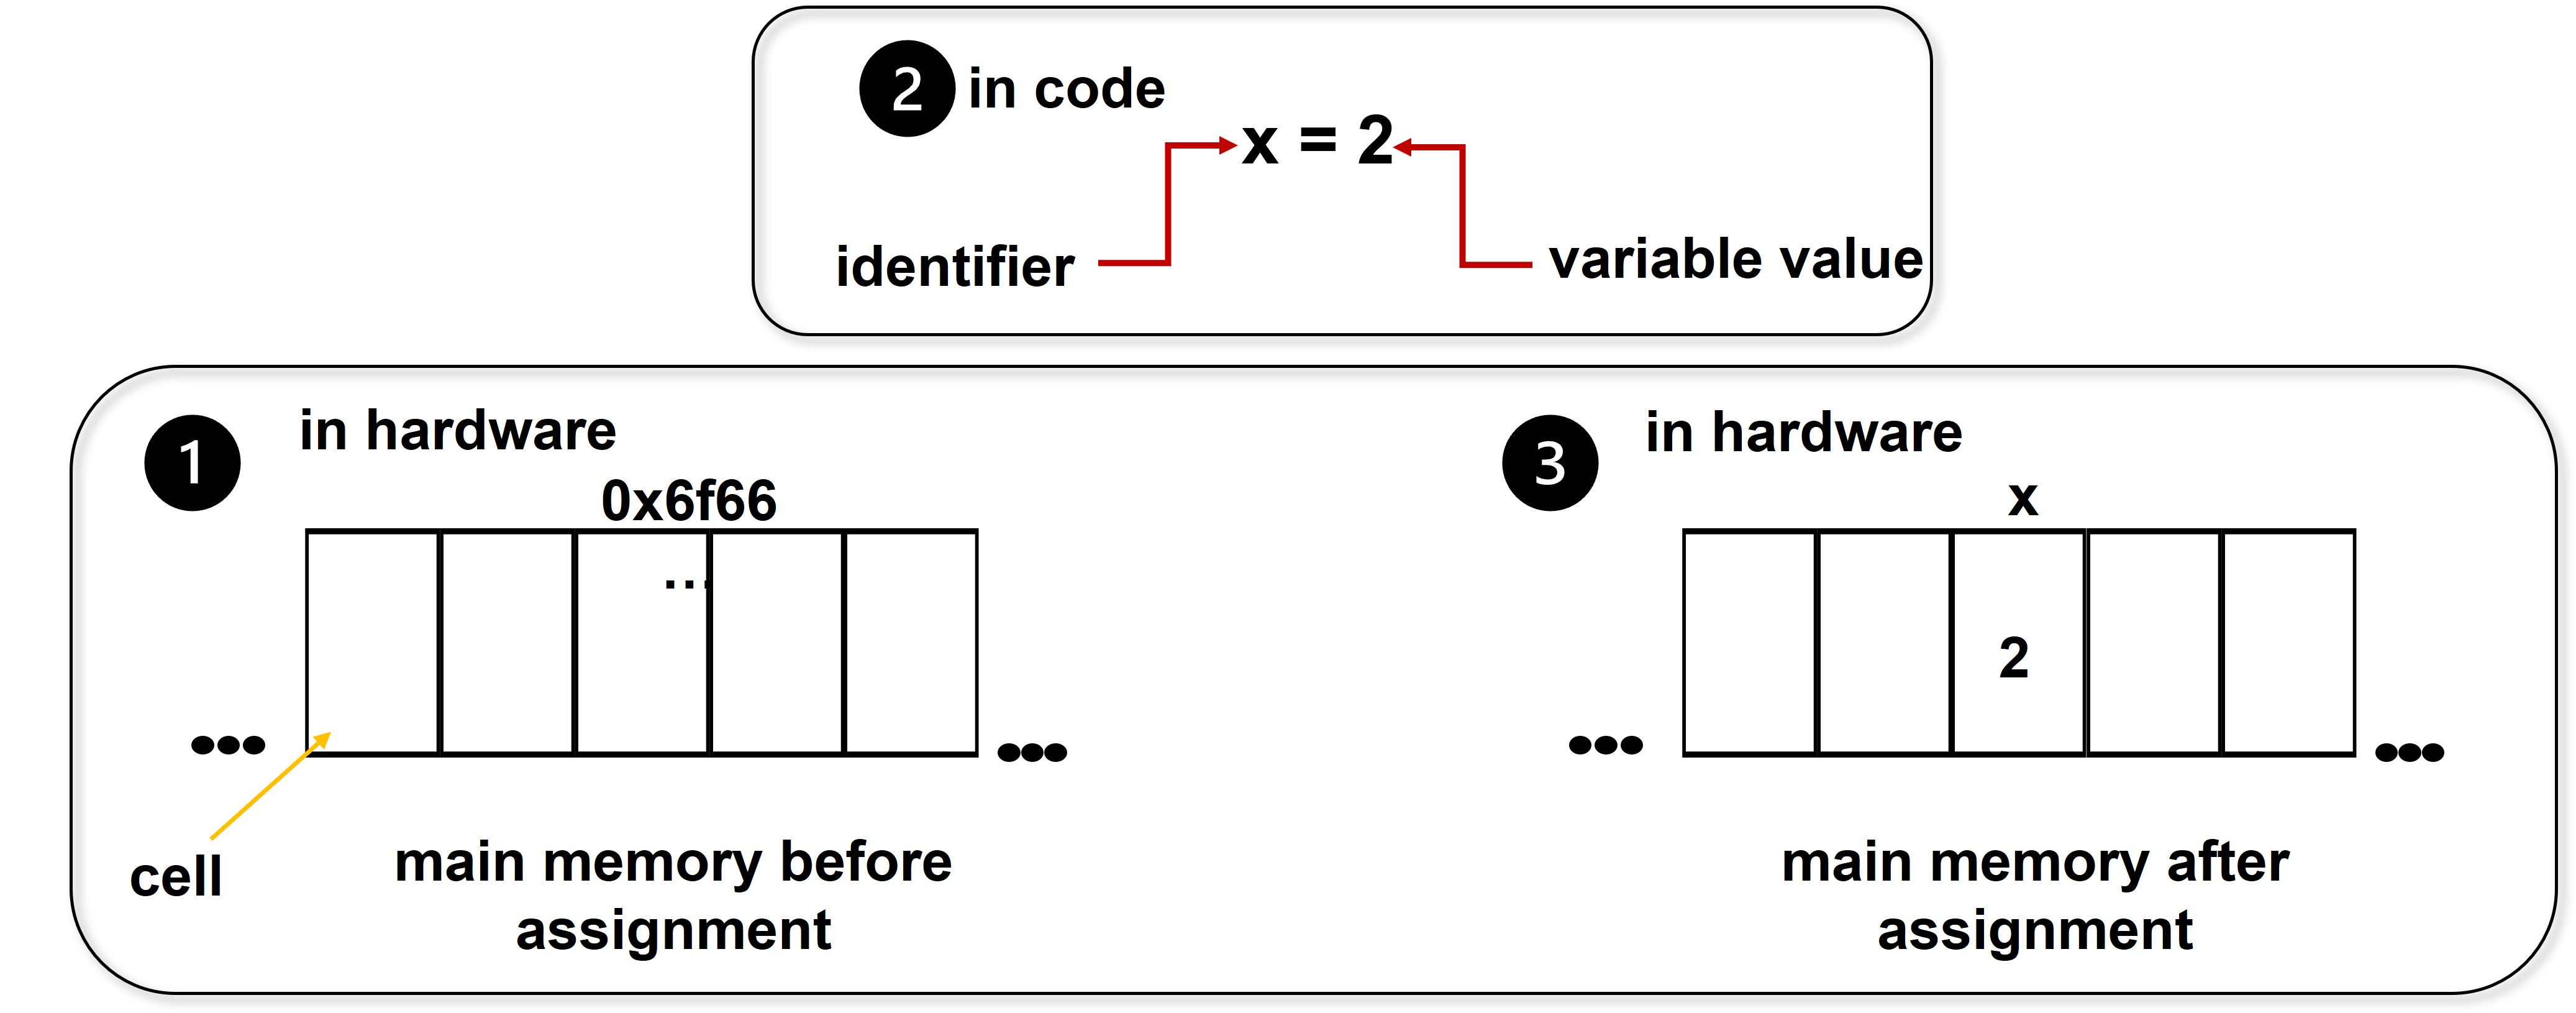 2 in code
x = 2
identifier
variable value
1 in hardware
0x6f66
...
cell
main memory before
assignment
3 in hardware
x
2
main memory after
assignment